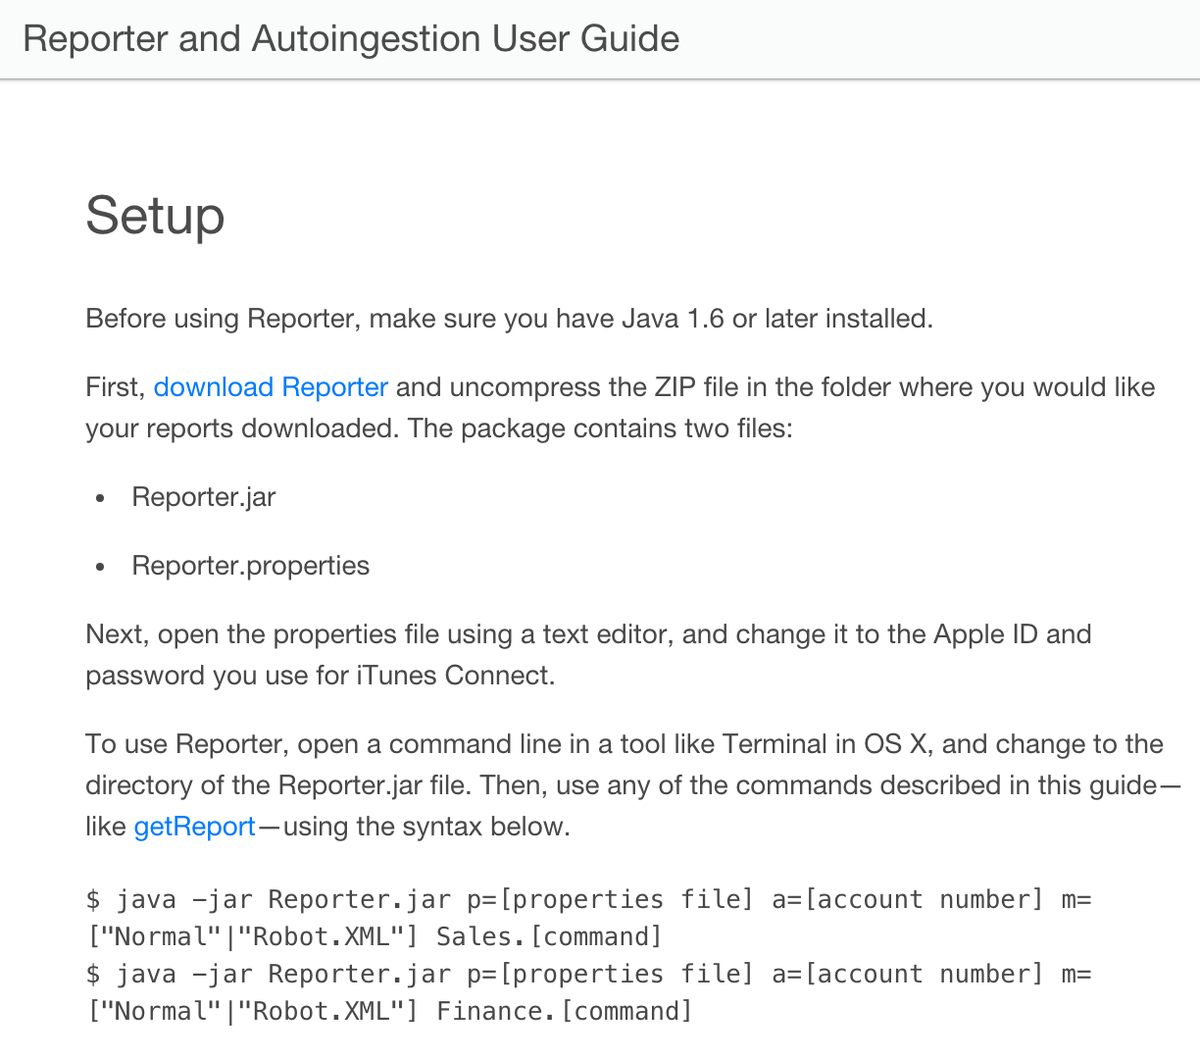 Reporter and Autoingestion User Guide
Setup
Before using Reporter, make sure you have Java 1.6 or later installed.
First, download Reporter and uncompress the ZIP file in the folder where you would like
your reports downloaded. The package contains two files:
• Reporter.jar
• Reporter.properties
Next, open the properties file using a text editor, and change it to the Apple ID and
password you use for iTunes Connect.
To use Reporter, open a command line in a tool like Terminal in OS X, and change to the
directory of the Reporter.jar file. Then, use any of the commands described in this guide—
like getReport—using the syntax below.
$ java -jar Reporter.jar p=[properties file] a=[account number] m=
["Normal"|"Robot.XML"] Sales.[command]
$ java -jar Reporter.jar p=[properties file] a=[account number] m=
["Normal"|"Robot.XML"] Finance.[command]